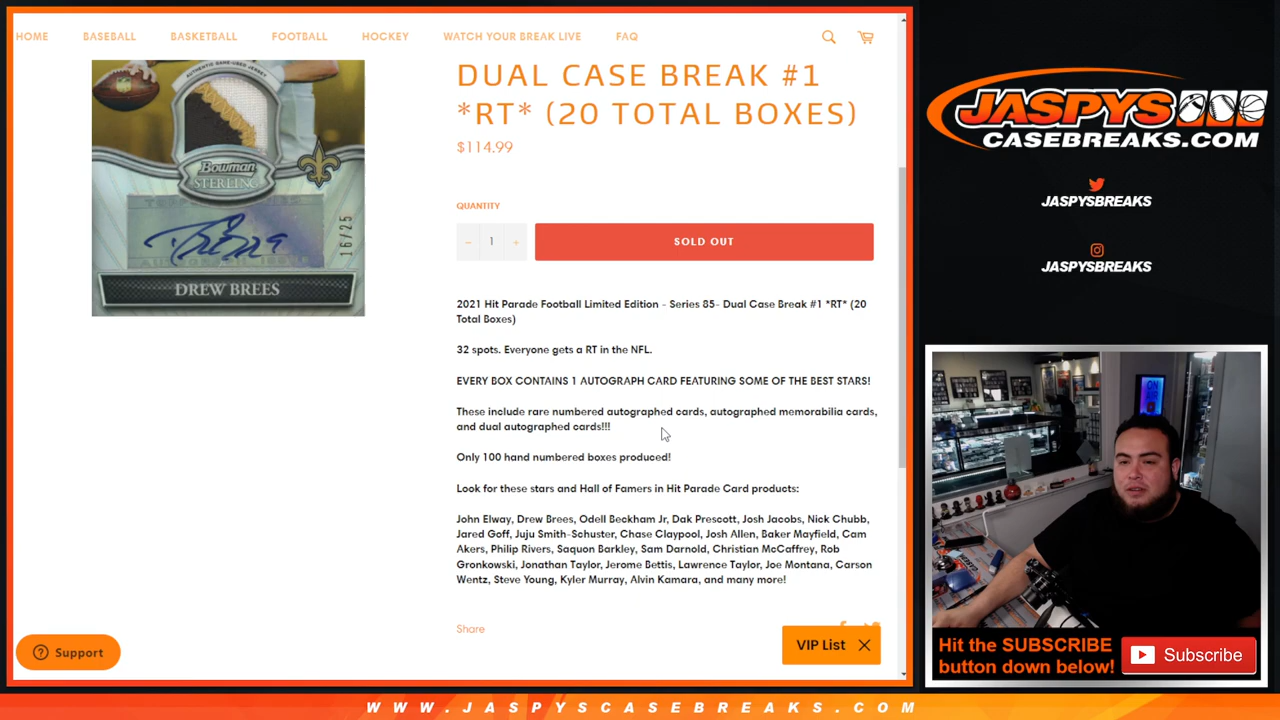 HOME BASEBALL BASKETBALL FOOTBALL HOCKEY WATCH YOUR BREAK LIVE FAQ
AUTHENTIC GAME-USED JERSEY
Bowman
STERLING
16/25
DREW BREES
DUAL CASE BREAK #1
*RT* (20 TOTAL BOXES)
$114.99
QUANTITY
− 1 +
SOLD OUT
2021 Hit Parade Football Limited Edition - Series 85- Dual Case Break #1 *RT* (20
Total Boxes)
32 spots. Everyone gets a RT in the NFL.
EVERY BOX CONTAINS 1 AUTOGRAPH CARD FEATURING SOME OF THE BEST STARS!
These include rare numbered autographed cards, autographed memorabilia cards,
and dual autographed cards!!!
Only 100 hand numbered boxes produced!
Look for these stars and Hall of Famers in Hit Parade Card products:
John Elway, Drew Brees, Odell Beckham Jr, Dak Prescott, Josh Jacobs, Nick Chubb,
Jared Goff, Juju Smith-Schuster, Chase Claypool, Josh Allen, Baker Mayfield, Cam
Akers, Philip Rivers, Saquon Barkley, Sam Darnold, Christian McCaffrey, Rob
Gronkowski, Jonathan Taylor, Jerome Bettis, Lawrence Taylor, Joe Montana, Carson
Wentz, Steve Young, Kyler Murray, Alvin Kamara, and many more!
Share
Support
VIP List
JASPYS
CASEBREAKS.COM
JASPYSBREAKS
JASPYSBREAKS
ON
AIR
Hit the SUBSCRIBE
button down below!
Subscribe
WWW.JASPYSCASEBREAKS.COM